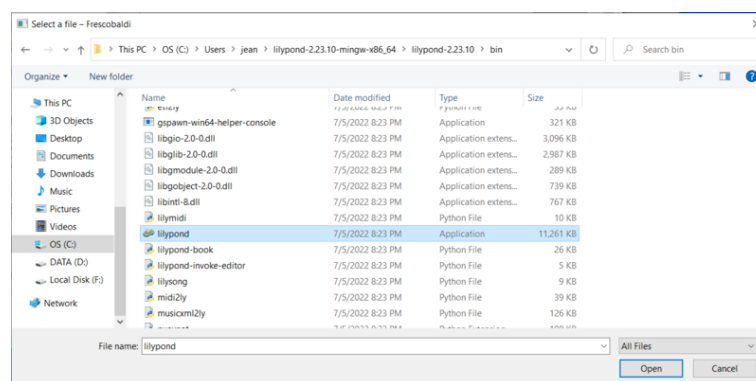 Select a file – Frescobaldi
This PC > OS (C:) > Users > jean > lilypond-2.23.10-mingw-x86_64 > lilypond-2.23.10 > bin
Search bin
Organize
New folder
Name Date modified Type Size
etf2ly 7/5/2022 8:23 PM Python File
gspawn-win64-helper-console 7/5/2022 8:23 PM Application 321 KB
libgio-2.0-0.dll 7/5/2022 8:23 PM Application extens... 3,096 KB
libglib-2.0-0.dll 7/5/2022 8:23 PM Application extens... 2,987 KB
libgmodule-2.0-0.dll 7/5/2022 8:23 PM Application extens... 289 KB
libgobject-2.0-0.dll 7/5/2022 8:23 PM Application extens... 739 KB
libintl-8.dll 7/5/2022 8:23 PM Application extens... 767 KB
lilymidi 7/5/2022 8:23 PM Python File 10 KB
lilypond 7/5/2022 8:23 PM Application 11,261 KB
lilypond-book 7/5/2022 8:23 PM Python File 26 KB
lilypond-invoke-editor 7/5/2022 8:23 PM Python File 5 KB
lilysong 7/5/2022 8:23 PM Python File 9 KB
midi2ly 7/5/2022 8:23 PM Python File 39 KB
musicxml2ly 7/5/2022 8:23 PM Python File 126 KB
This PC
3D Objects
Desktop
Documents
Downloads
Music
Pictures
Videos
OS (C:)
DATA (D:)
Local Disk (F:)
Network
File name: lilypond
All Files
Open
Cancel